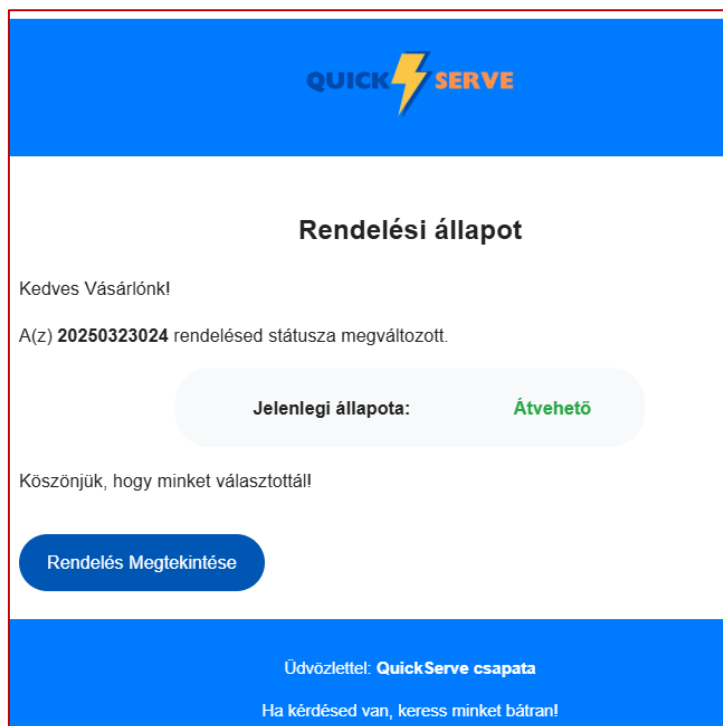 QUICK SERVE
Rendelési állapot
Kedves Vásárlónk!
A(z) 20250323024 rendelésed státusza megváltozott.
Jelenlegi állapota: Átvehető
Köszönjük, hogy minket választottál!
Rendelés Megtekintése
Üdvözlettel: QuickServe csapata
Ha kérdésed van, keress minket bátran!